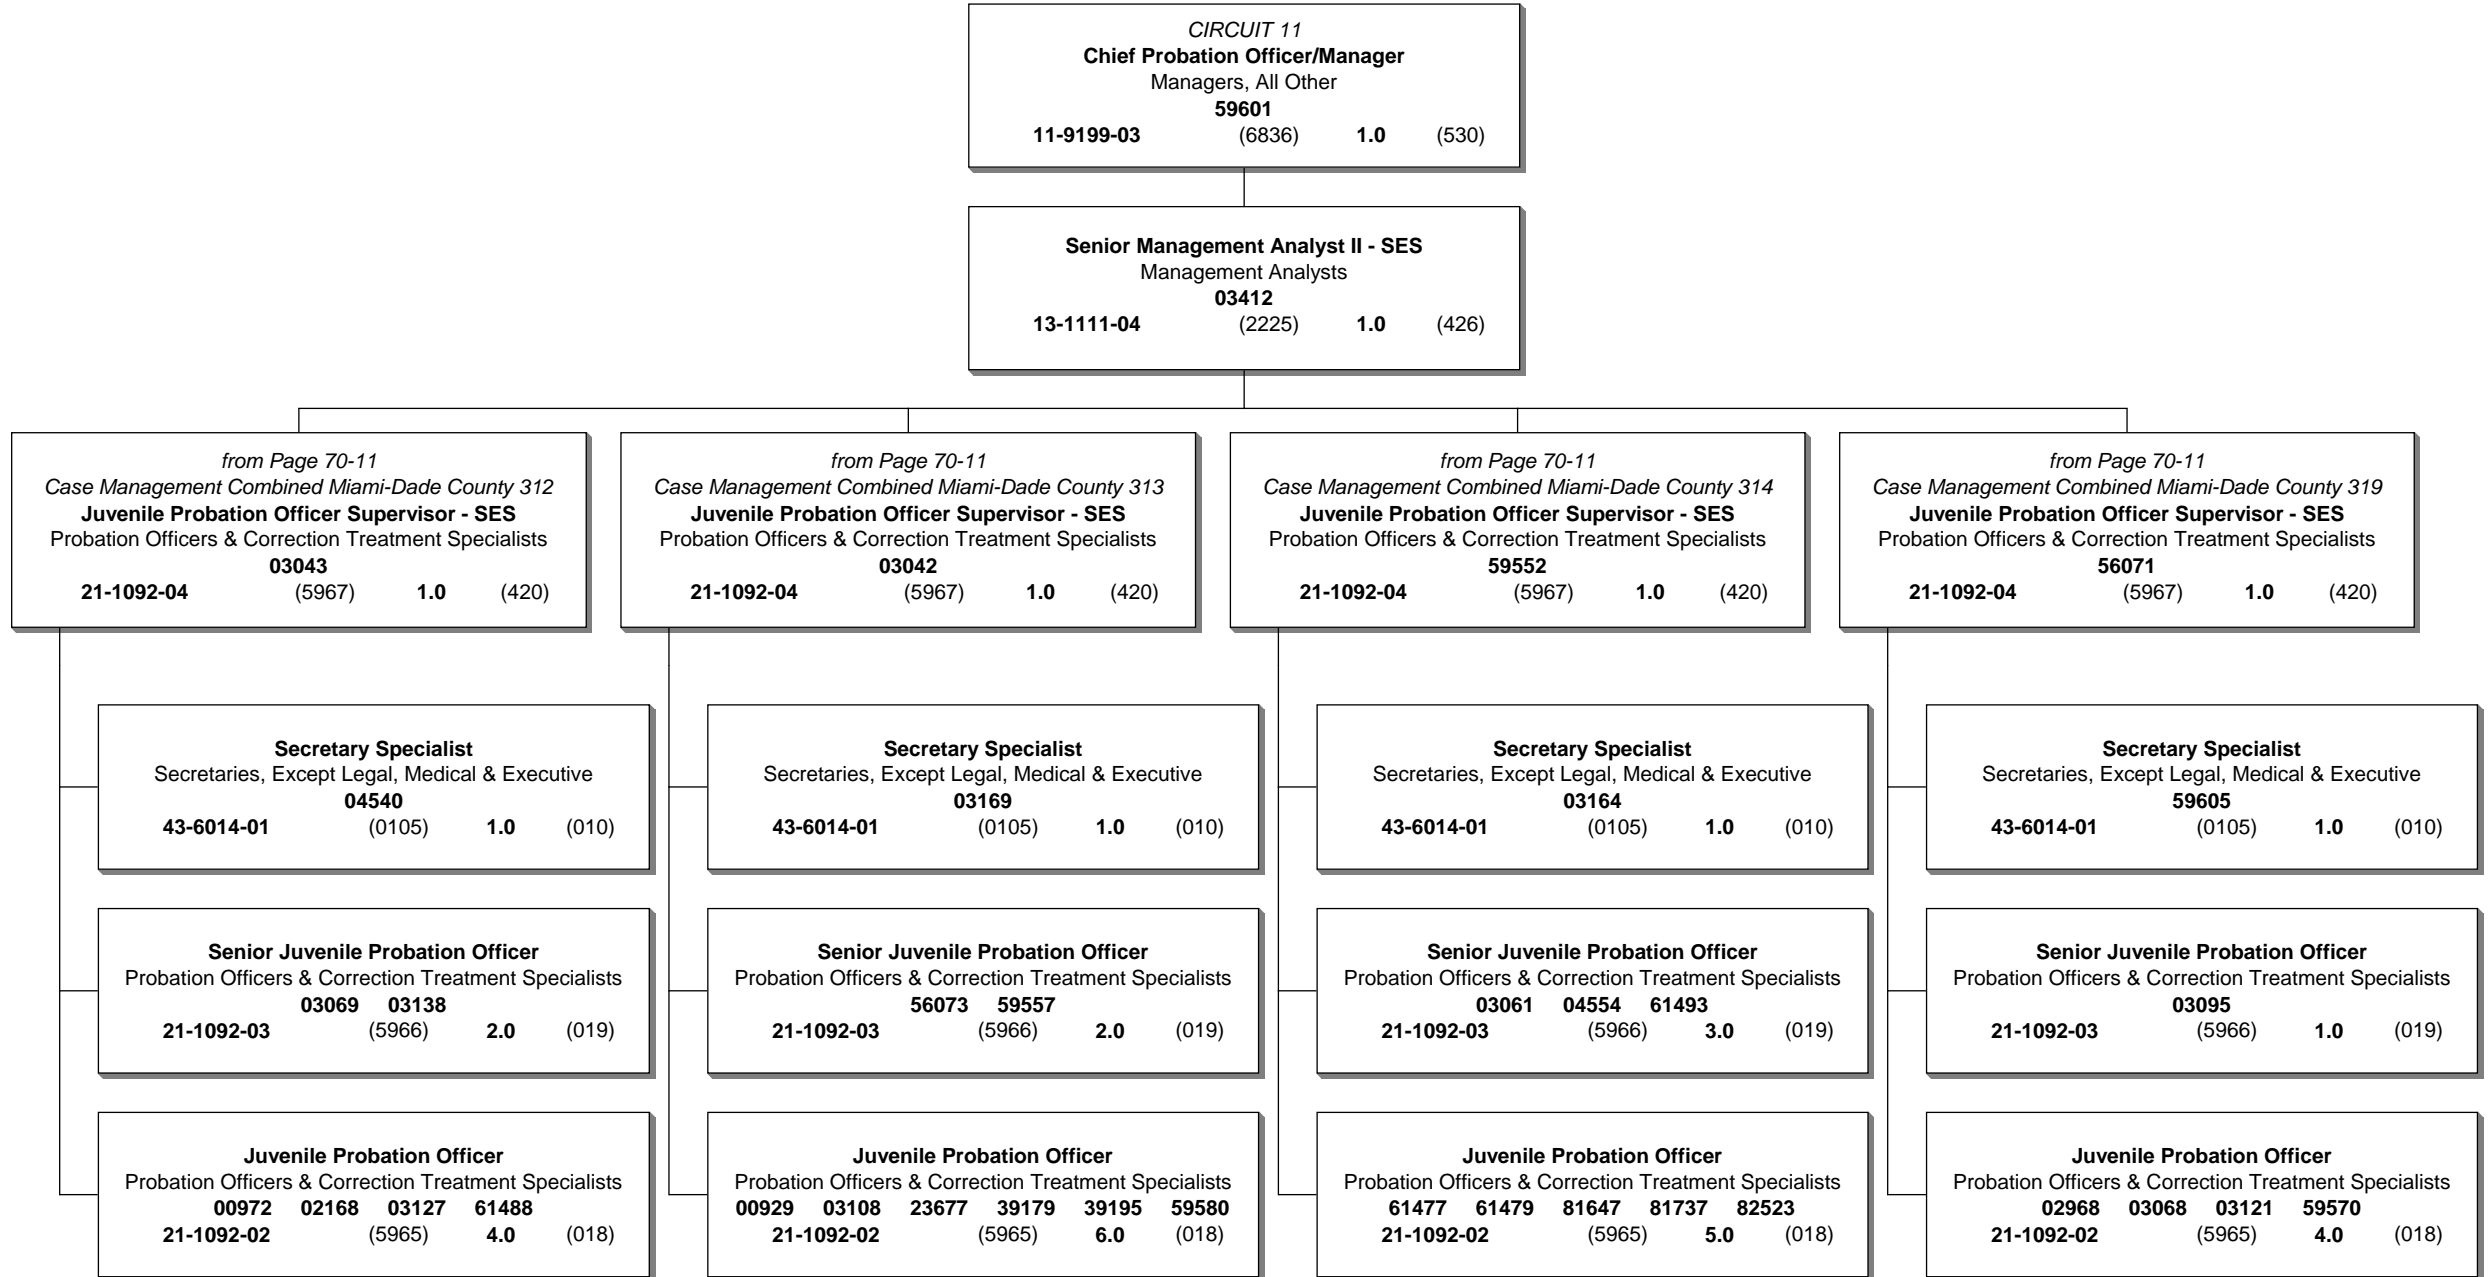 CIRCUIT 11
Chief Probation Officer/Manager
Managers, All Other
59601
11-9199-03 (6836) 1.0 (530)
Senior Management Analyst II - SES
Management Analysts
03412
13-1111-04 (2225) 1.0 (426)
from Page 70-11
Case Management Combined Miami-Dade County 312
Juvenile Probation Officer Supervisor - SES
Probation Officers & Correction Treatment Specialists
03043
21-1092-04 (5967) 1.0 (420)
Secretary Specialist
Secretaries, Except Legal, Medical & Executive
04540
43-6014-01 (0105) 1.0 (010)
Senior Juvenile Probation Officer
Probation Officers & Correction Treatment Specialists
03069 03138
21-1092-03 (5966) 2.0 (019)
Juvenile Probation Officer
Probation Officers & Correction Treatment Specialists
00972 02168 03127 61488
21-1092-02 (5965) 4.0 (018)
from Page 70-11
Case Management Combined Miami-Dade County 313
Juvenile Probation Officer Supervisor - SES
Probation Officers & Correction Treatment Specialists
03042
21-1092-04 (5967) 1.0 (420)
Secretary Specialist
Secretaries, Except Legal, Medical & Executive
03169
43-6014-01 (0105) 1.0 (010)
Senior Juvenile Probation Officer
Probation Officers & Correction Treatment Specialists
56073 59557
21-1092-03 (5966) 2.0 (019)
Juvenile Probation Officer
Probation Officers & Correction Treatment Specialists
00929 03108 23677 39179 39195 59580
21-1092-02 (5965) 6.0 (018)
from Page 70-11
Case Management Combined Miami-Dade County 314
Juvenile Probation Officer Supervisor - SES
Probation Officers & Correction Treatment Specialists
59552
21-1092-04 (5967) 1.0 (420)
Secretary Specialist
Secretaries, Except Legal, Medical & Executive
03164
43-6014-01 (0105) 1.0 (010)
Senior Juvenile Probation Officer
Probation Officers & Correction Treatment Specialists
03061 04554 61493
21-1092-03 (5966) 3.0 (019)
Juvenile Probation Officer
Probation Officers & Correction Treatment Specialists
61477 61479 81647 81737 82523
21-1092-02 (5965) 5.0 (018)
from Page 70-11
Case Management Combined Miami-Dade County 319
Juvenile Probation Officer Supervisor - SES
Probation Officers & Correction Treatment Specialists
56071
21-1092-04 (5967) 1.0 (420)
Secretary Specialist
Secretaries, Except Legal, Medical & Executive
59605
43-6014-01 (0105) 1.0 (010)
Senior Juvenile Probation Officer
Probation Officers & Correction Treatment Specialists
03095
21-1092-03 (5966) 1.0 (019)
Juvenile Probation Officer
Probation Officers & Correction Treatment Specialists
02968 03068 03121 59570
21-1092-02 (5965) 4.0 (018)